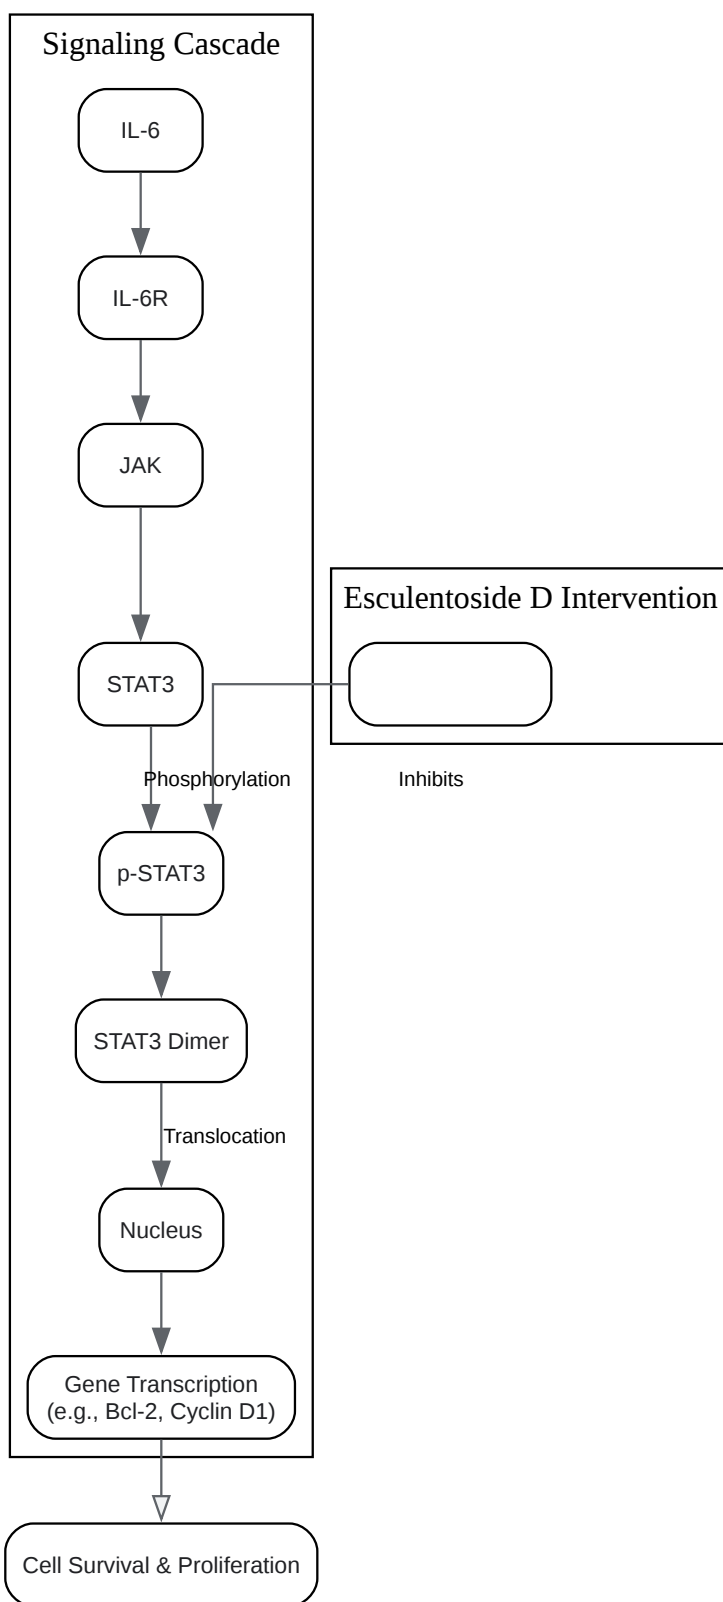 Signaling Cascade
IL-6
IL-6R
JAK
Esculentoside D Intervention
STAT3
Phosphorylation
Inhibits
p-STAT3
STAT3 Dimer
Translocation
Nucleus
Gene Transcription
(e.g., Bcl-2, Cyclin D1)
Cell Survival & Proliferation